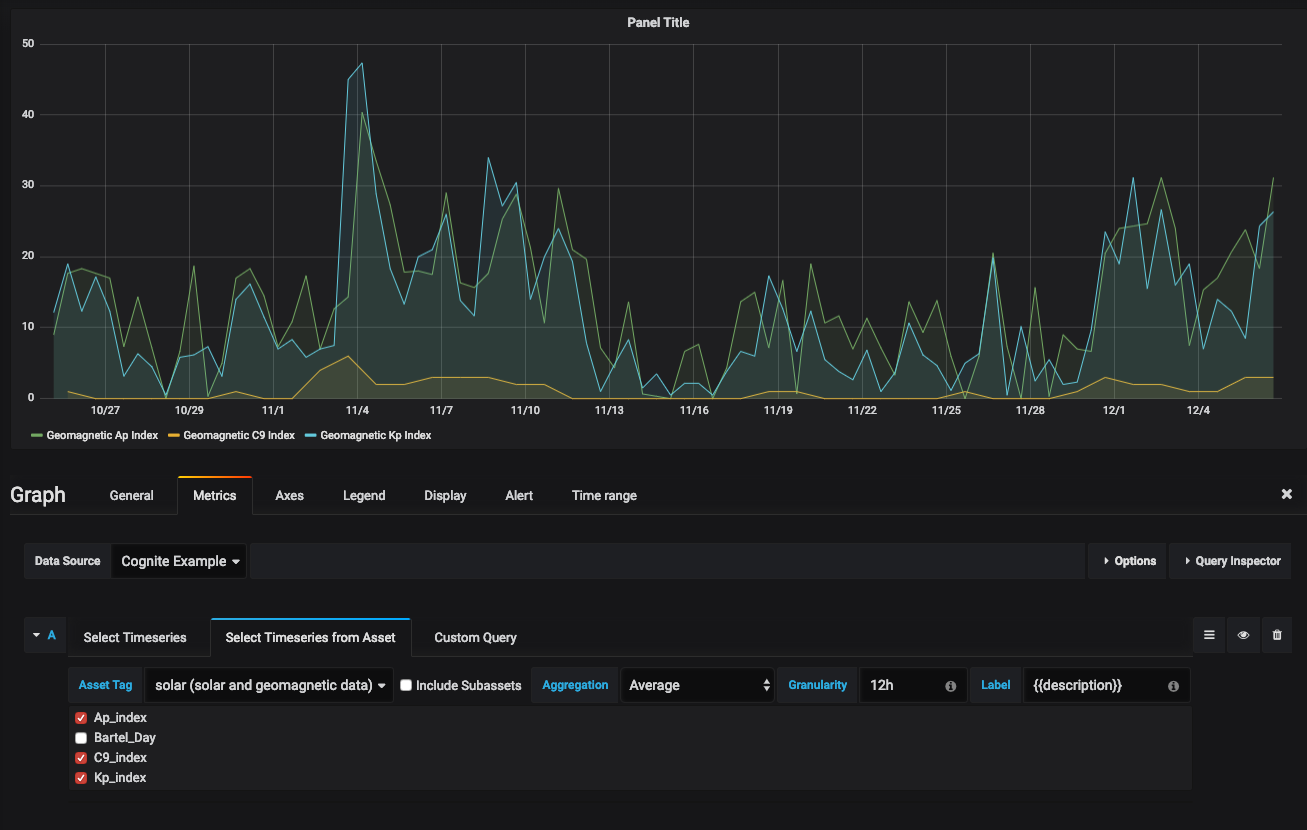 Panel Title
50
40
30
20
10
0
10/27 10/29 11/1 11/4 11/7 11/10 11/13 11/16 11/19 11/22 11/25 11/28 12/1 12/4
Geomagnetic Ap Index Geomagnetic C9 Index Geomagnetic Kp Index
Graph General Metrics Axes Legend Display Alert Time range
Data Source Cognite Example Options Query Inspector
A Select Timeseries Select Timeseries from Asset Custom Query
Asset Tag solar (solar and geomagnetic data) Include Subassets Aggregation Average Granularity 12h Label {{description}}
Ap_index
Bartel_Day
C9_index
Kp_index